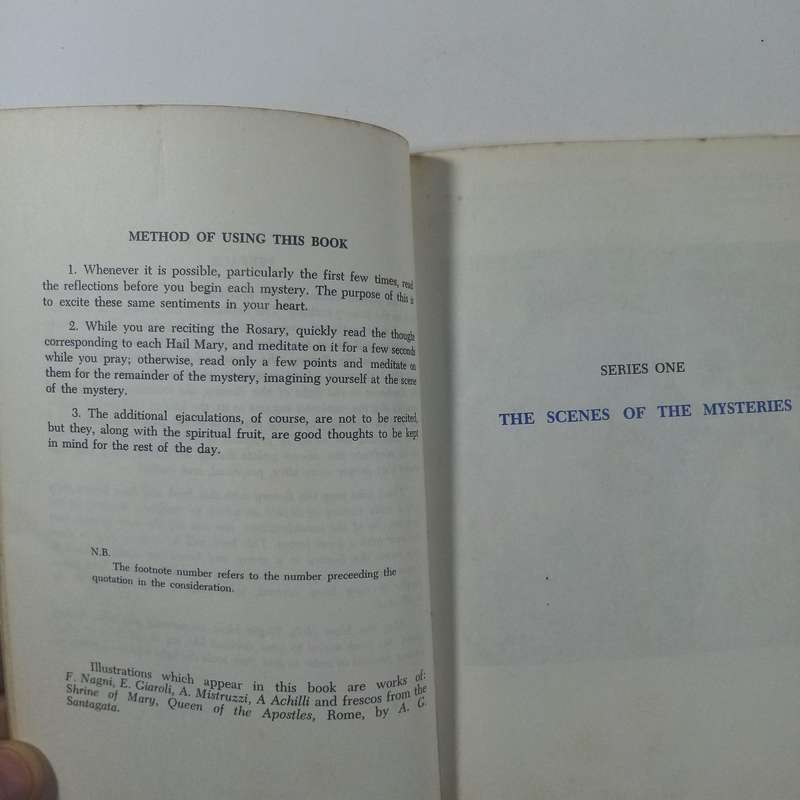 METHOD OF USING THIS BOOK
1. Whenever it is possible, particularly the first few times, read
the reflections before you begin each mystery. The purpose of this is
to excite these same sentiments in your heart.
2. While you are reciting the Rosary, quickly read the thought
corresponding to each Hail Mary, and meditate on it for a few seconds
while you pray; otherwise, read only a few points and meditate on
them for the remainder of the mystery, imagining yourself at the scene
of the mystery.
3. The additional ejaculations, of course, are not to be recited,
but they, along with the spiritual fruit, are good thoughts to be kept
in mind for the rest of the day.
N.B.
The footnote number refers to the number preceeding the
quotation in the consideration.
Illustrations which appear in this book are works of:
F. Nagni, E. Giaroli, A. Mistruzzi, A Achilli and frescos from the
Shrine of Mary, Queen of the Apostles, Rome, by A. G.
Santagata.
SERIES ONE
THE SCENES OF THE MYSTERIES